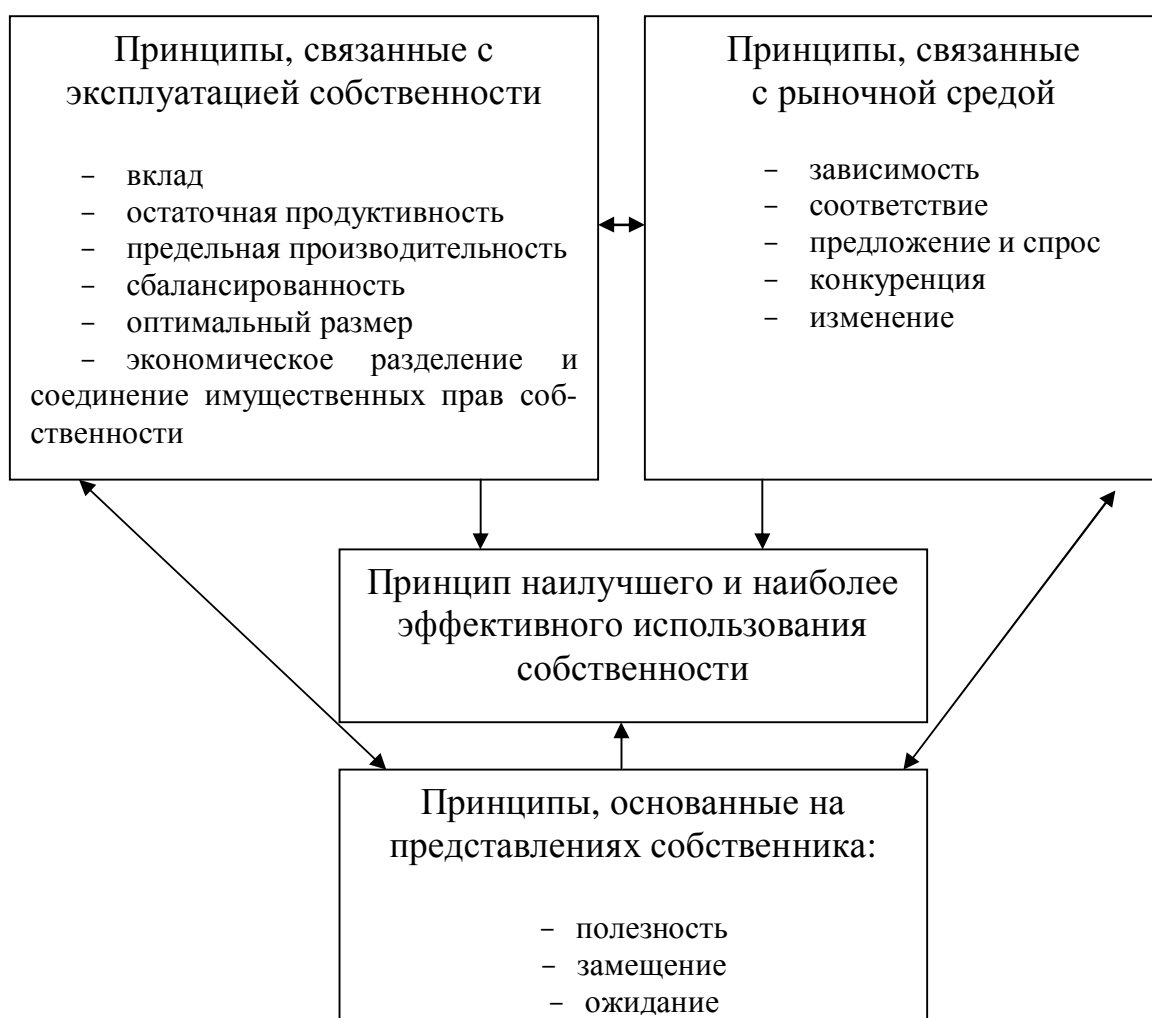 Принципы, связанные с
эксплуатацией собственности
– вклад
– остаточная продуктивность
– предельная производительность
– сбалансированность
– оптимальный размер
– экономическое разделение и
соединение имущественных прав соб-
ственности
Принципы, связанные
с рыночной средой
– зависимость
– соответствие
– предложение и спрос
– конкуренция
– изменение
Принцип наилучшего и наиболее
эффективного использования
собственности
Принципы, основанные на
представлениях собственника:
– полезность
– замещение
– ожидание